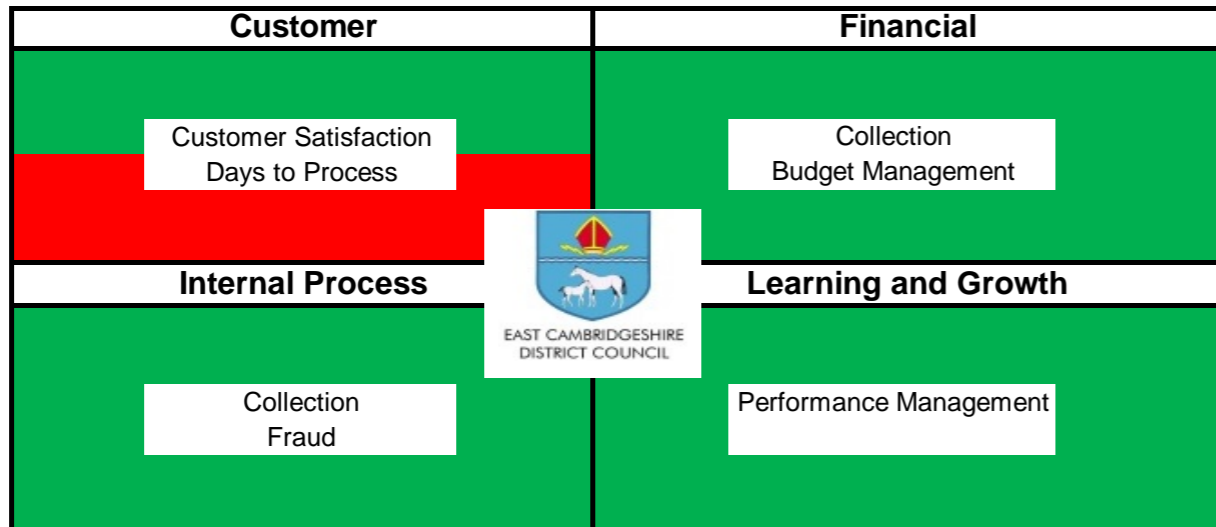 Customer
Financial
Customer Satisfaction
Days to Process
Collection
Budget Management
EAST CAMBRIDGESHIRE
DISTRICT COUNCIL
Internal Process
Learning and Growth
Collection
Fraud
Performance Management